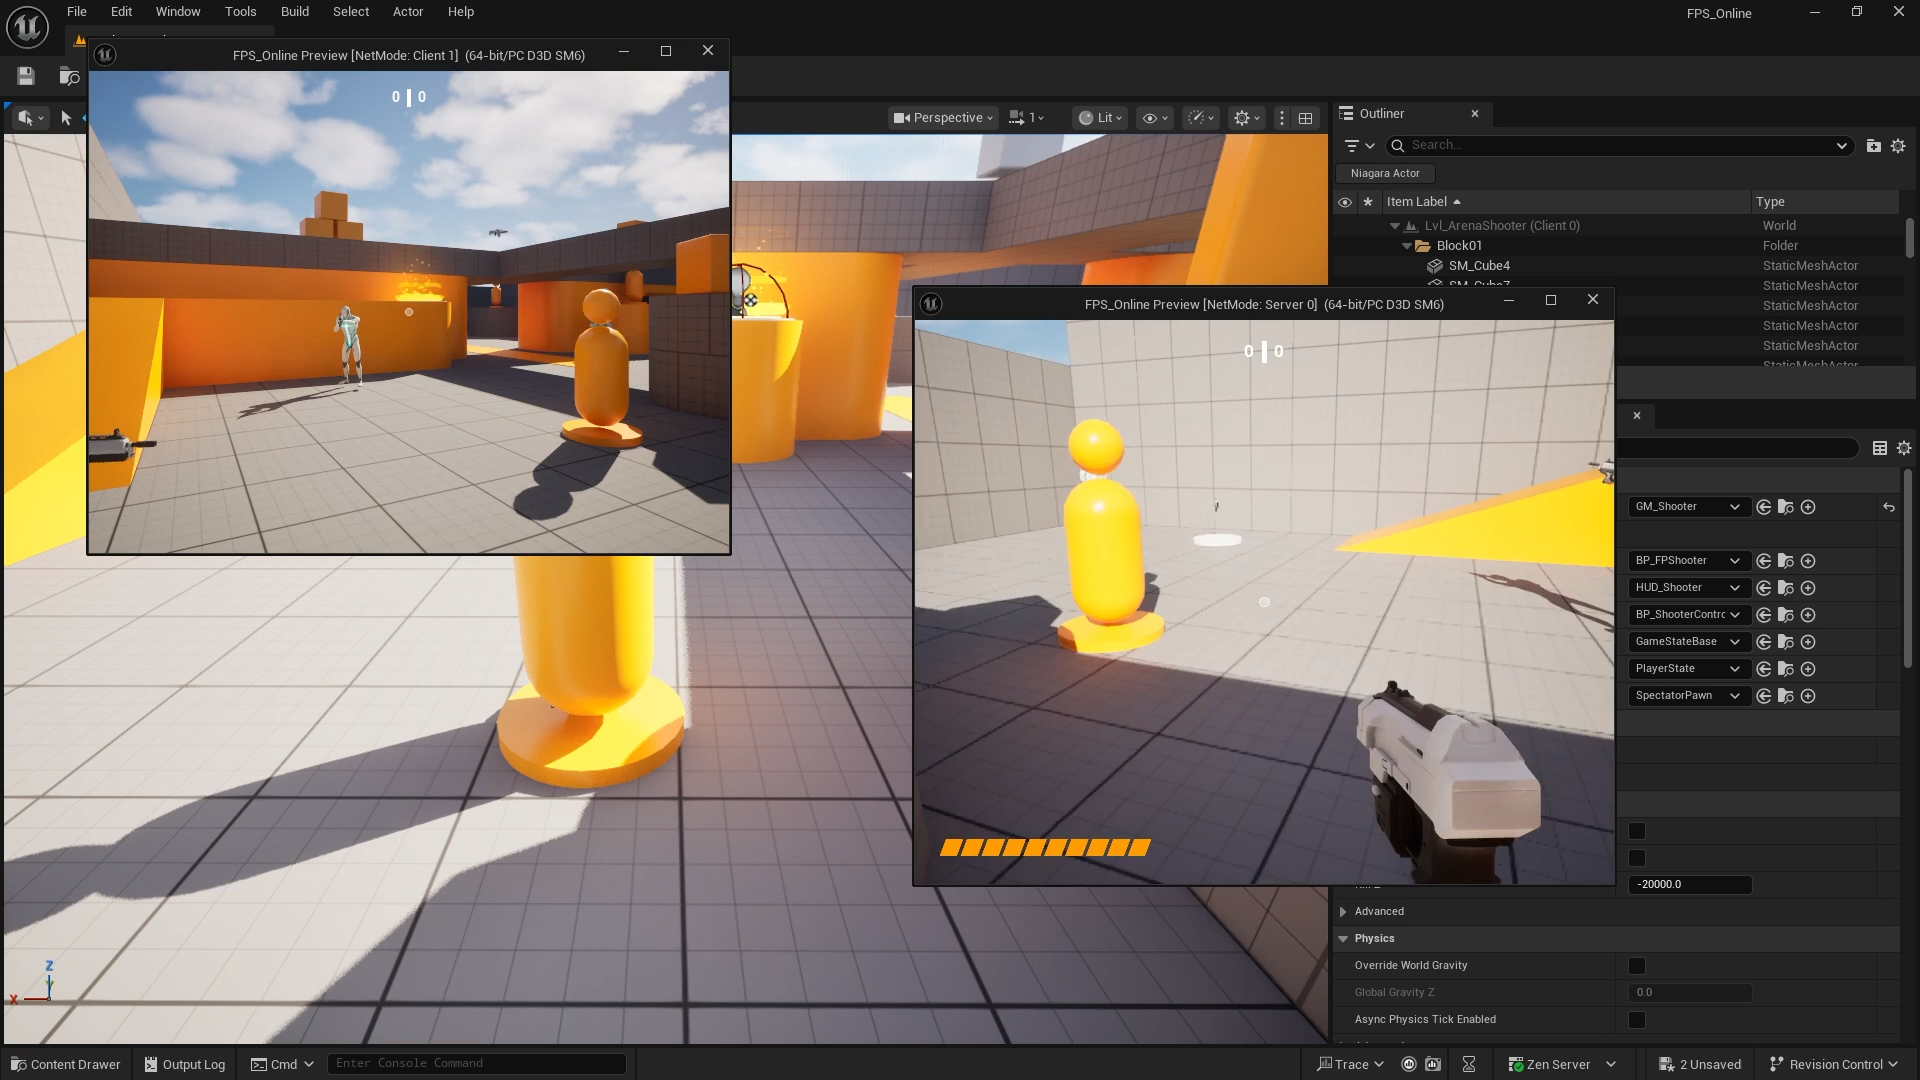 File Edit Window Tools Build Select Actor Help
FPS_Online
FPS_Online Preview [NetMode: Client 1] (64-bit/PC D3D SM6)
0 0
Perspective
1
Lit
Outliner
Search...
Niagara Actor
Item Label
Type
Lvl_ArenaShooter (Client 0)
World
Block01
Folder
SM_Cube4
StaticMeshActor
StaticMeshActor
StaticMeshActor
StaticMeshActor
StaticMeshActor
FPS_Online Preview [NetMode: Server 0] (64-bit/PC D3D SM6)
0 0
GM_Shooter
BP_FPShooter
HUD_Shooter
BP_ShooterContrc
GameStateBase
PlayerState
SpectatorPawn
-20000.0
Advanced
Physics
Override World Gravity
Global Gravity Z
0.0
Async Physics Tick Enabled
Z
X
Content Drawer
Output Log
Cmd
Enter Console Command
Trace
Zen Server
2 Unsaved
Revision Control